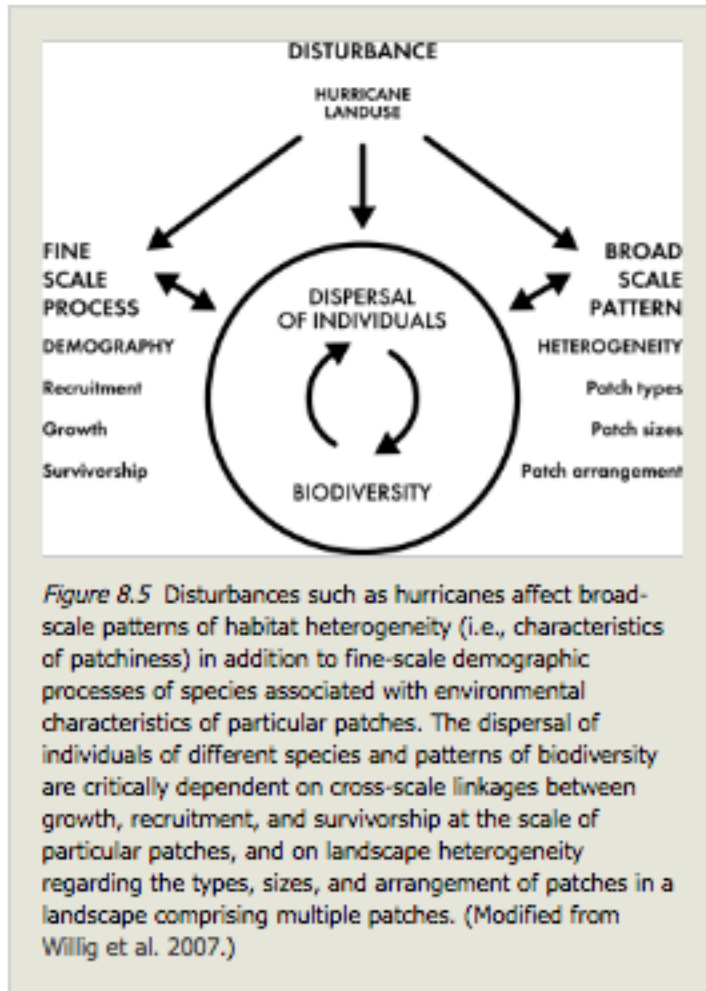 DISTURBANCE
HURRICANE
LANDUSE
FINE
SCALE
PROCESS
DEMOGRAPHY
Recruitment
Growth
Survivorship
DISPERSAL
OF INDIVIDUALS
BIODIVERSITY
BROAD
SCALE
PATTERN
HETEROGENEITY
Patch types
Patch sizes
Patch arrangement
Figure 8.5 Disturbances such as hurricanes affect broad-
scale patterns of habitat heterogeneity (i.e., characteristics
of patchiness) in addition to fine-scale demographic
processes of species associated with environmental
characteristics of particular patches. The dispersal of
individuals of different species and patterns of biodiversity
are critically dependent on cross-scale linkages between
growth, recruitment, and survivorship at the scale of
particular patches, and on landscape heterogeneity
regarding the types, sizes, and arrangement of patches in a
landscape comprising multiple patches. (Modified from
Willig et al. 2007.)